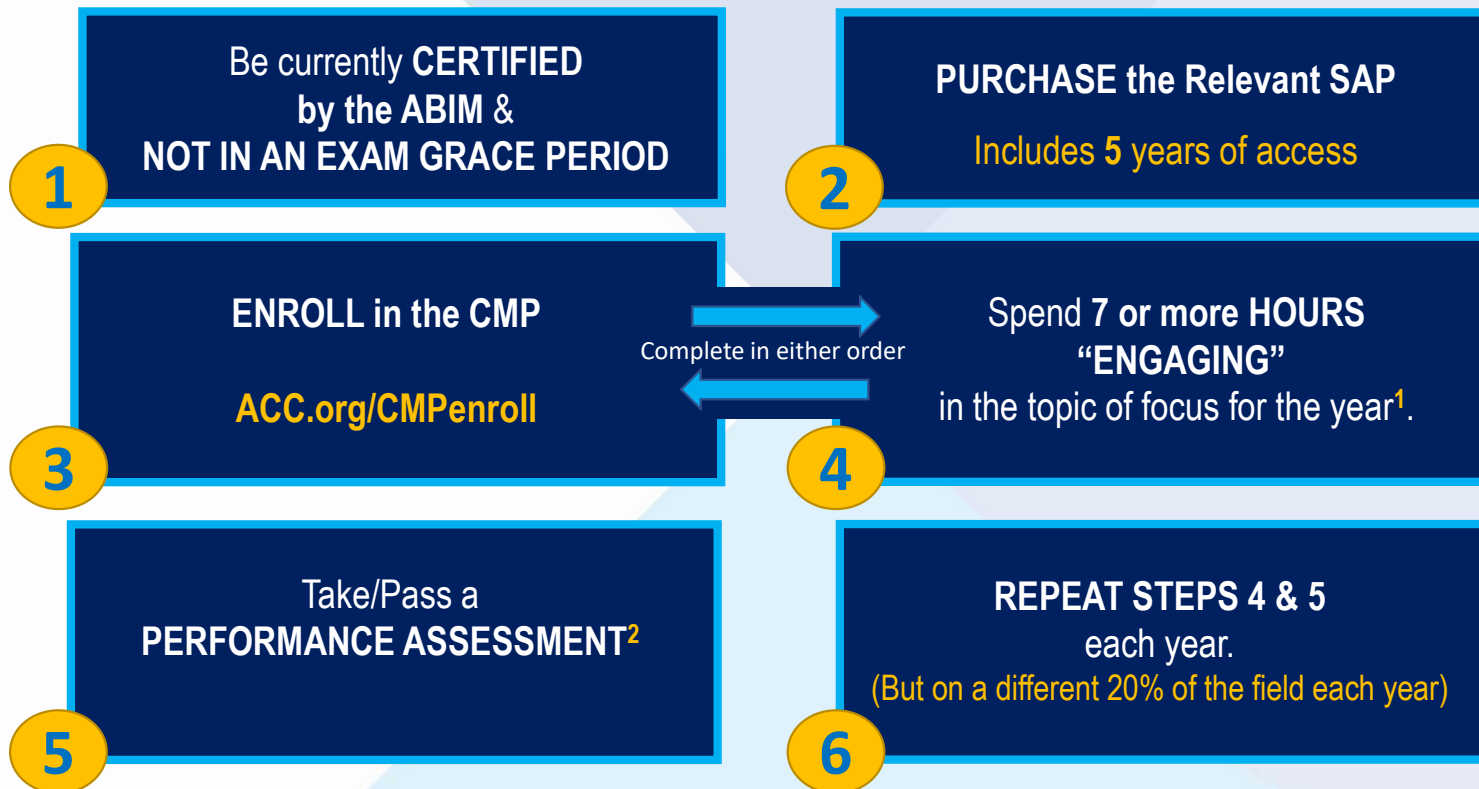 Be currently CERTIFIED
by the ABIM &
NOT IN AN EXAM GRACE PERIOD
1
PURCHASE the Relevant SAP
Includes 5 years of access
2
ENROLL in the CMP
ACC.org/CMPenroll
3
Complete in either order
Spend 7 or more HOURS
“ENGAGING”
in the topic of focus for the year¹.
4
Take/Pass a
PERFORMANCE ASSESSMENT²
5
REPEAT STEPS 4 & 5
each year.
(But on a different 20% of the field each year)
6